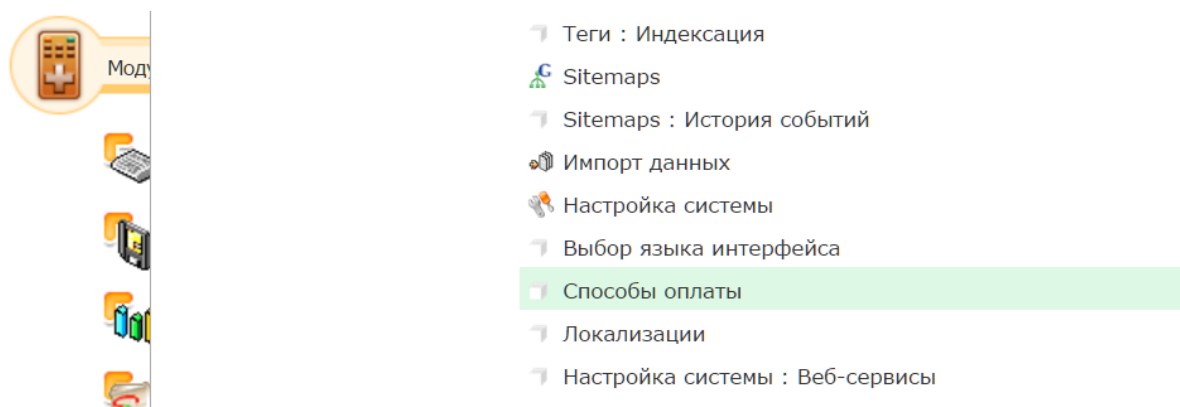 Теги : Индексация
Sitemaps
Sitemaps : История событий
Импорт данных
Настройка системы
Выбор языка интерфейса
Способы оплаты
Локализации
Настройка системы : Веб-сервисы